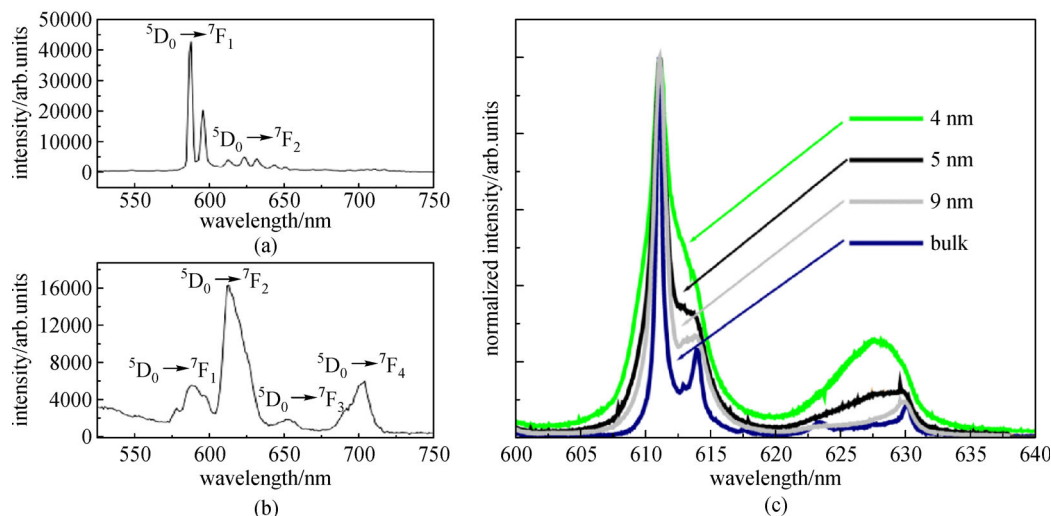 50000
40000
30000
20000
10000
0
intensity/arb.units
⁵D₀→⁷F₁
⁵D₀→⁷F₂
550 600 650 700 750
wavelength/nm
(a)
16000
12000
8000
4000
0
intensity/arb.units
⁵D₀→⁷F₂
⁵D₀→⁷F₁
⁵D₀→⁷F₃
⁵D₀→⁷F₄
550 600 650 700 750
wavelength/nm
(b)
normalized intensity/arb.units
4 nm
5 nm
9 nm
bulk
600 605 610 615 620 625 630 635 640
wavelength/nm
(c)